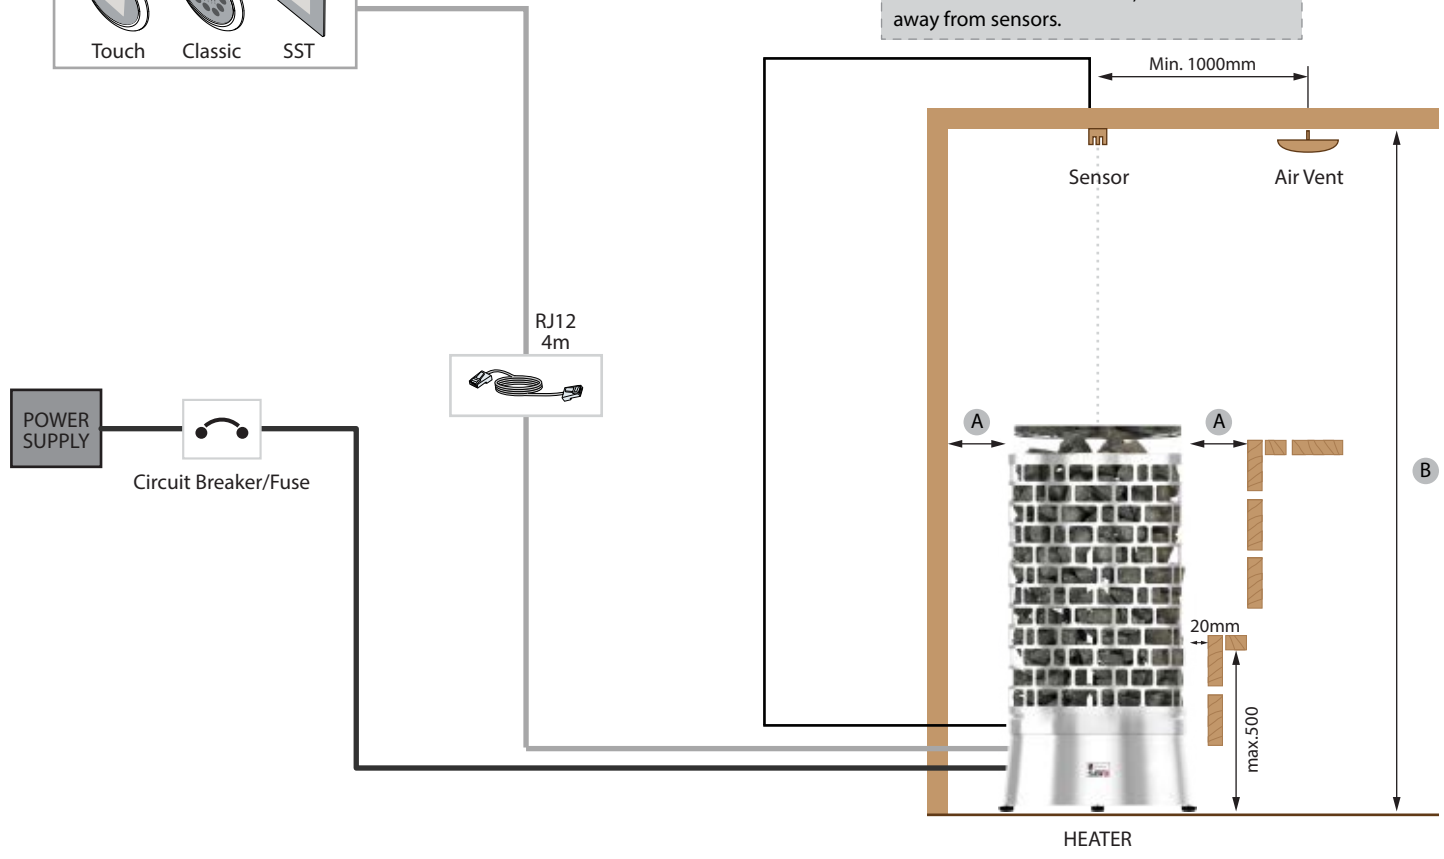 away from sensors.
Touch
Classic
SST
Min. 1000mm
Sensor
Air Vent
RJ12
4m
POWER
SUPPLY
Circuit Breaker/Fuse
A
A
B
20mm
max.500
HEATER